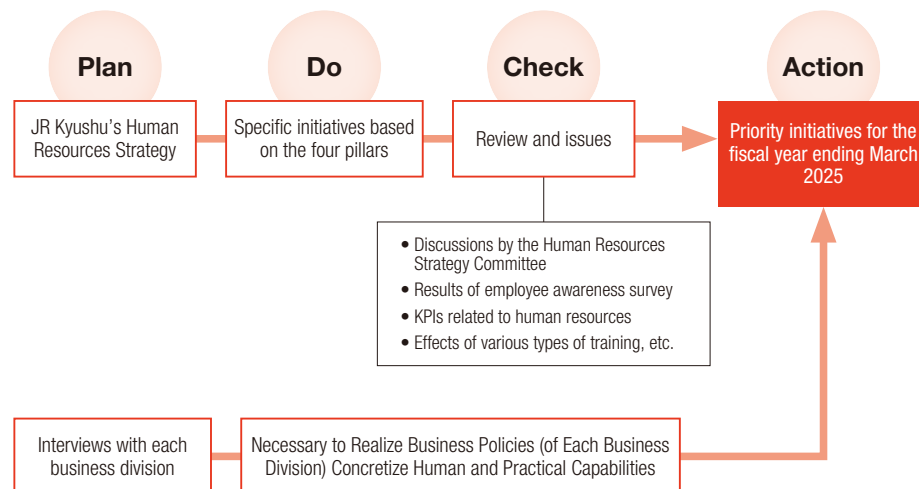 Plan
Do
Check
Action
JR Kyushu's Human
Resources Strategy
Specific initiatives based
on the four pillars
Review and issues
Priority initiatives for the
fiscal year ending March
2025
• Discussions by the Human Resources
Strategy Committee
• Results of employee awareness survey
• KPIs related to human resources
• Effects of various types of training, etc.
Interviews with each
business division
Necessary to Realize Business Policies (of Each Business
Division) Concretize Human and Practical Capabilities